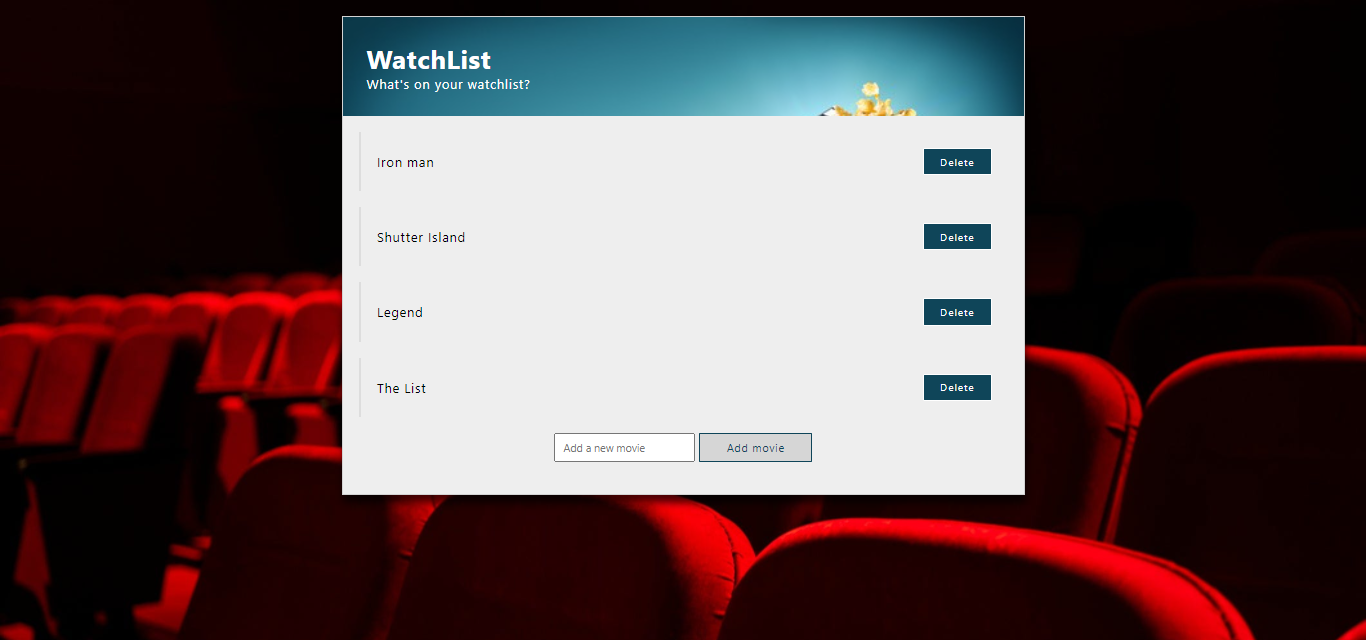 WatchList
What's on your watchlist?
Iron man
Delete
Shutter Island
Delete
Legend
Delete
The List
Delete
Add a new movie
Add movie